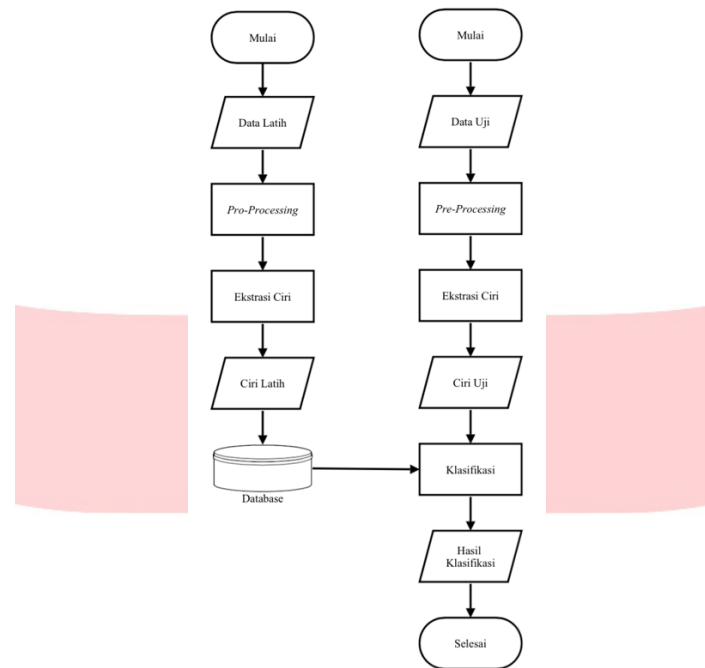 Mulai
Data Latih
Pro-Processing
Ekstrasi Ciri
Ciri Latih
Database
Mulai
Data Uji
Pre-Processing
Ekstrasi Ciri
Ciri Uji
Klasifikasi
Hasil
Klasifikasi
Selesai